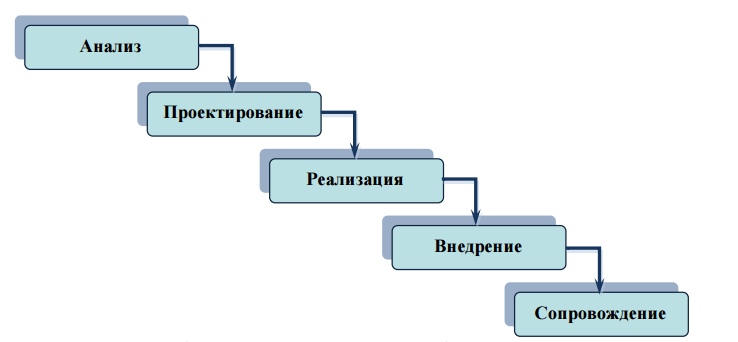 Анализ
Проектирование
Реализация
Внедрение
Сопровождение